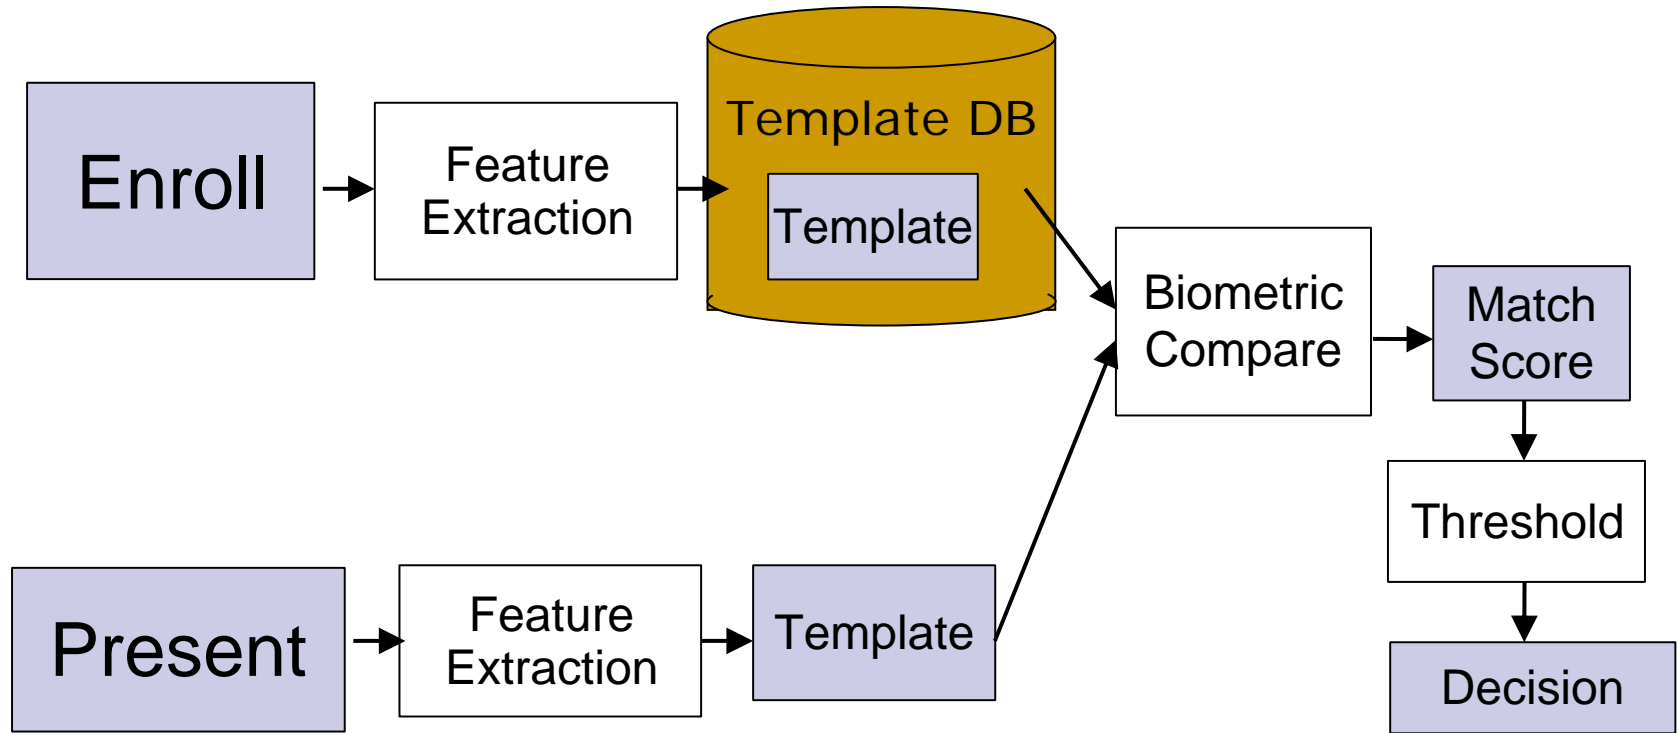 Enroll
Feature
Extraction
Template DB
Template
Biometric
Compare
Match
Score
Threshold
Decision
Present
Feature
Extraction
Template